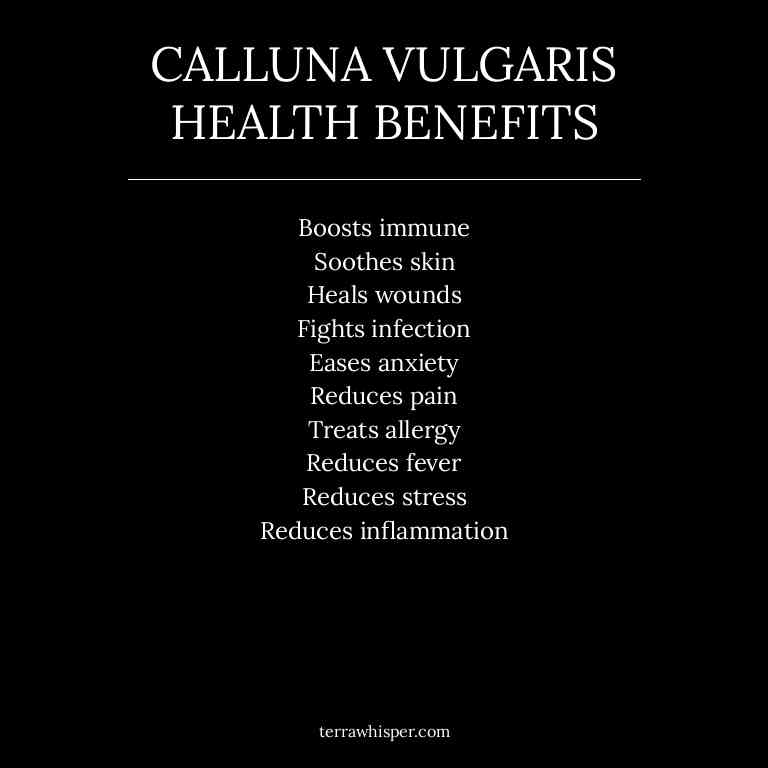 CALLUNA VULGARIS
HEALTH BENEFITS
Boosts immune
Soothes skin
Heals wounds
Fights infection
Eases anxiety
Reduces pain
Treats allergy
Reduces fever
Reduces stress
Reduces inflammation
terrawhisper.com